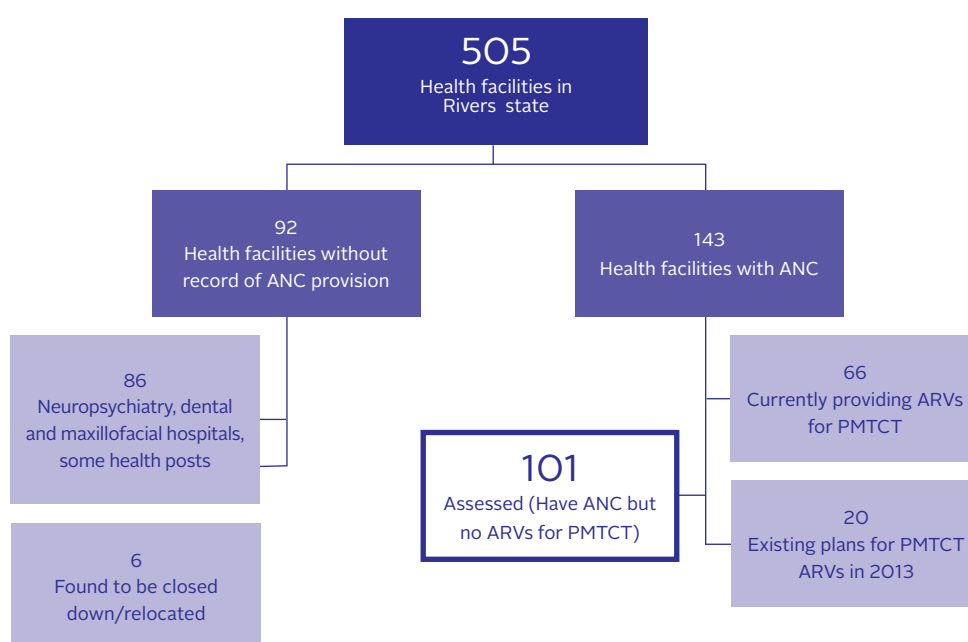 505
Health facilities in
Rivers state
92
Health facilities without
record of ANC provision
143
Health facilities with ANC
86
Neuropsychiatry, dental
and maxillofacial hospitals,
some health posts
66
Currently providing ARVs
for PMTCT
101
Assessed (Have ANC but
no ARVs for PMTCT)
20
Existing plans for PMTCT
ARVs in 2013
6
Found to be closed
down/relocated